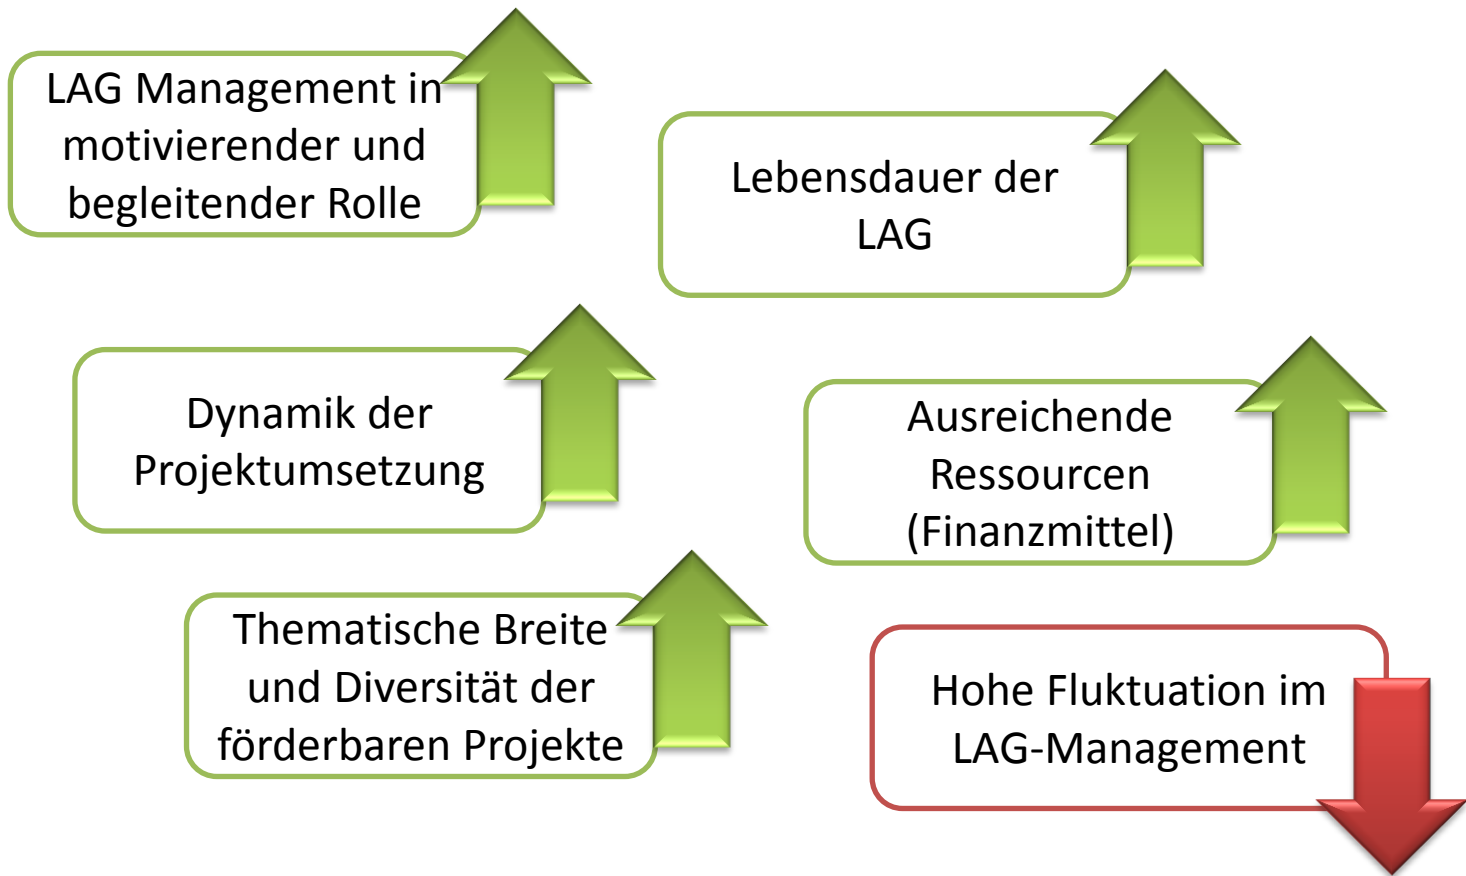 LAG Management in
motivierender und
begleitender Rolle
Lebensdauer der
LAG
Dynamik der
Projektumsetzung
Ausreichende
Ressourcen
(Finanzmittel)
Thematische Breite
und Diversität der
förderbaren Projekte
Hohe Fluktuation im
LAG-Management